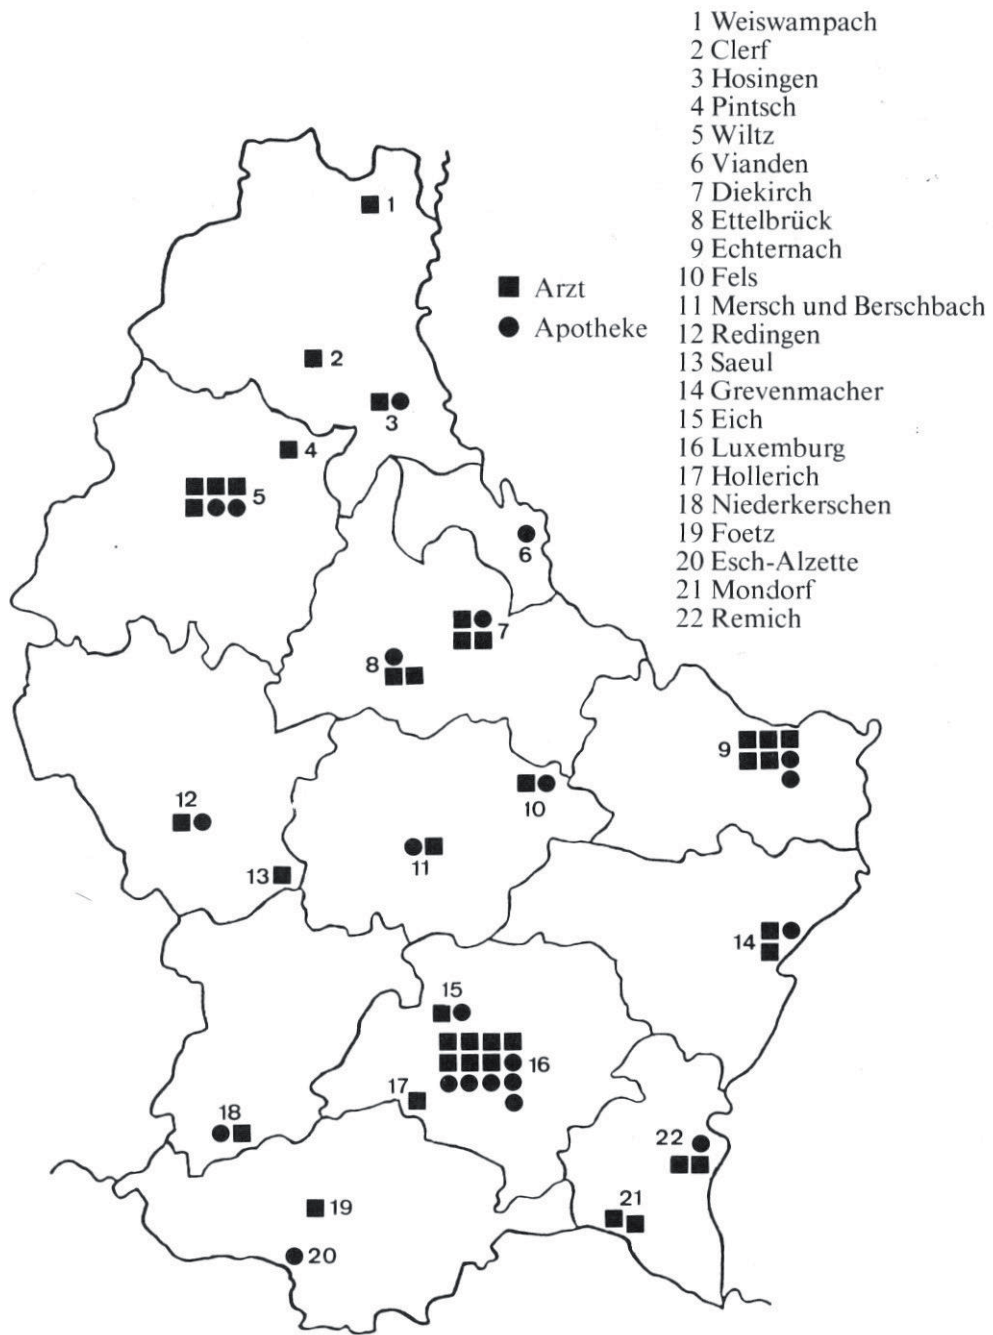 1 Weiswampach
2 Clerf
3 Hosingen
4 Pintsch
5 Wiltz
6 Vianden
7 Diekirch
8 Ettelbrück
9 Echternach
10 Fels
11 Mersch und Berschbach
12 Redingen
13 Saeul
14 Grevenmacher
15 Eich
16 Luxemburg
17 Hollerich
18 Niederkerschen
19 Foetz
20 Esch-Alzette
21 Mondorf
22 Remich
Arzt
Apotheke
1
2
3
4
5
6
7
8
9
10
11
12
13
14
15
16
17
18
19
20
21
22